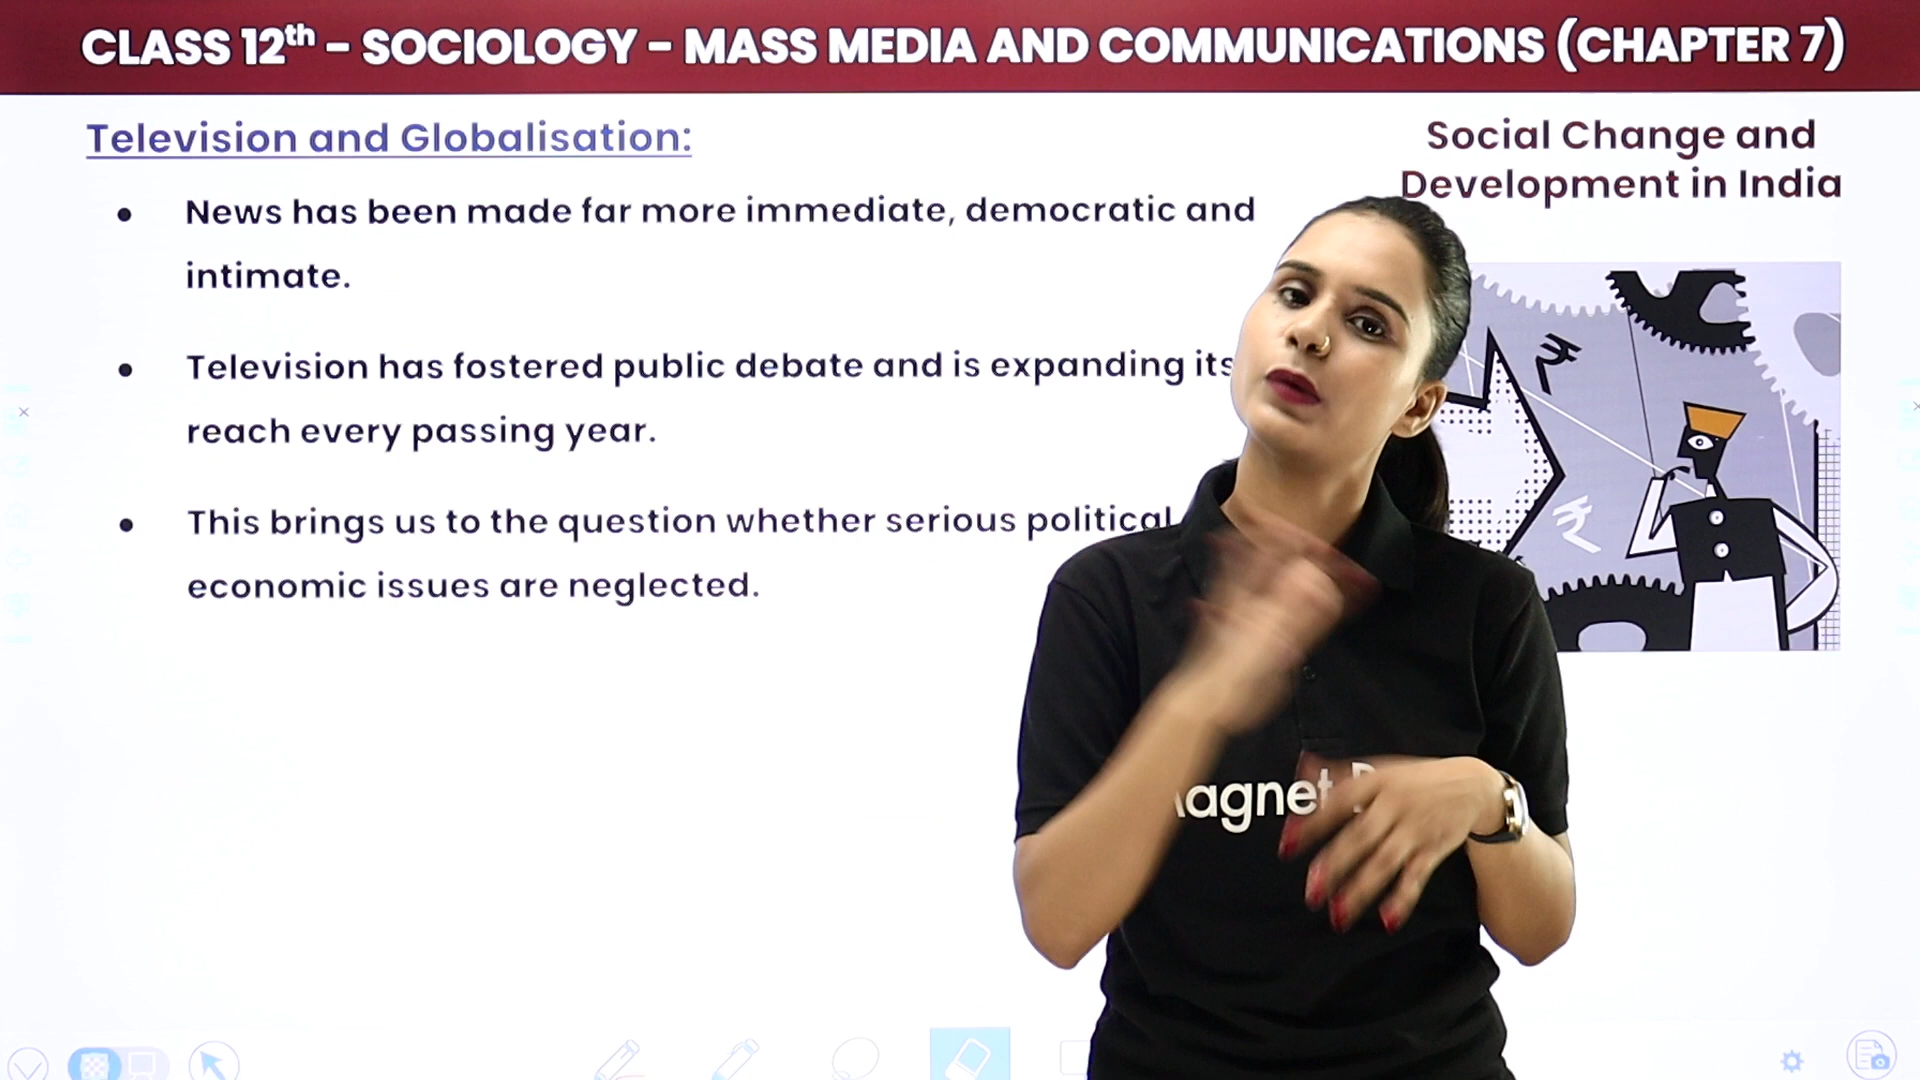 CLASS 12th – SOCIOLOGY – MASS MEDIA AND COMMUNICATIONS (CHAPTER 7)
Television and Globalisation:
Social Change and
Development in India
• News has been made far more immediate, democratic and
intimate.
• Television has fostered public debate and is expanding its
reach every passing year.
• This brings us to the question whether serious political
economic issues are neglected.
₹
₹
agnet